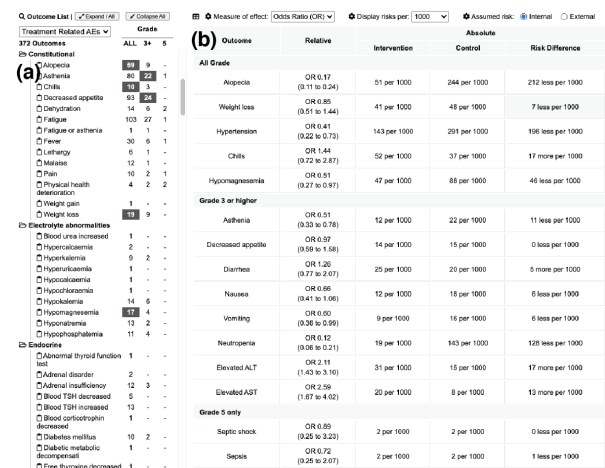 Outcome List | Expand / All Collapse All
Treatment Related AEs
Grade
372 Outcomes ALL 3+ 5
(a)
Constitutional
Alopecia 59 9 -
Asthenia 80 22 1
Chills 10 3 -
Decreased appetite 93 24 -
Dehydration 14 6 2
Fatigue 103 27 1
Fatigue or asthenia 1 1 -
Fever 30 6 1
Lethargy 6 1 -
Malaise 12 1 -
Pain 10 2 1
Physical health 4 2 2
deterioration
Weight gain 1 - -
Weight loss 19 9 -
Electrolyte abnormalities
Blood urea increased 1 - -
Hypercalcaemia 2 - -
Hyperkalemia 9 2 -
Hyperuricaemia 1 - -
Hypocalcaemia 1 - -
Hypochloraemia 1 - -
Hypokalemia 14 6 -
Hypomagnesemia 17 4 -
Hyponatremia 13 2 -
Hypophosphatemia 11 4 -
Endocrine
Abnormal thyroid function 1 - -
test
Adrenal disorder 2 - -
Adrenal insufficiency 12 3 -
Blood TSH decreased 5 - -
Blood TSH increased 13 - -
Blood corticotrophin 1 - -
decreased
Diabetes mellitus 10 2 -
Diabetic metabolic 1 - -
decompensati
Free thyroxine decreased 1 - -
Measure of effect: Odds Ratio (OR) Display risks per: 1000 Assumed risk: Internal External
(b)
Outcome Relative Absolute
Intervention Control Risk Difference
All Grade
Alopecia OR 0.17 51 per 1000 244 per 1000 212 less per 1000
(0.11 to 0.24)
Weight loss OR 0.85 41 per 1000 48 per 1000 7 less per 1000
(0.51 to 1.44)
Hypertension OR 0.41 143 per 1000 291 per 1000 196 less per 1000
(0.22 to 0.73)
Chills OR 1.44 52 per 1000 37 per 1000 17 more per 1000
(0.72 to 2.87)
Hypomagnesemia OR 0.51 47 per 1000 88 per 1000 46 less per 1000
(0.27 to 0.97)
Grade 3 or higher
Asthenia OR 0.51 12 per 1000 22 per 1000 11 less per 1000
(0.33 to 0.78)
Decreased appetite OR 0.97 14 per 1000 15 per 1000 0 less per 1000
(0.59 to 1.58)
Diarrhea OR 1.26 25 per 1000 20 per 1000 5 more per 1000
(0.77 to 2.07)
Nausea OR 0.66 12 per 1000 18 per 1000 6 less per 1000
(0.41 to 1.06)
Vomiting OR 0.60 9 per 1000 16 per 1000 6 less per 1000
(0.36 to 0.99)
Neutropenia OR 0.12 19 per 1000 143 per 1000 128 less per 1000
(0.06 to 0.21)
Elevated ALT OR 2.11 31 per 1000 15 per 1000 17 more per 1000
(1.43 to 3.10)
Elevated AST OR 2.59 20 per 1000 8 per 1000 13 more per 1000
(1.67 to 4.02)
Grade 5 only
Septic shock OR 0.89 2 per 1000 2 per 1000 0 less per 1000
(0.25 to 3.23)
Sepsis OR 0.72 2 per 1000 2 per 1000 1 less per 1000
(0.25 to 2.07)